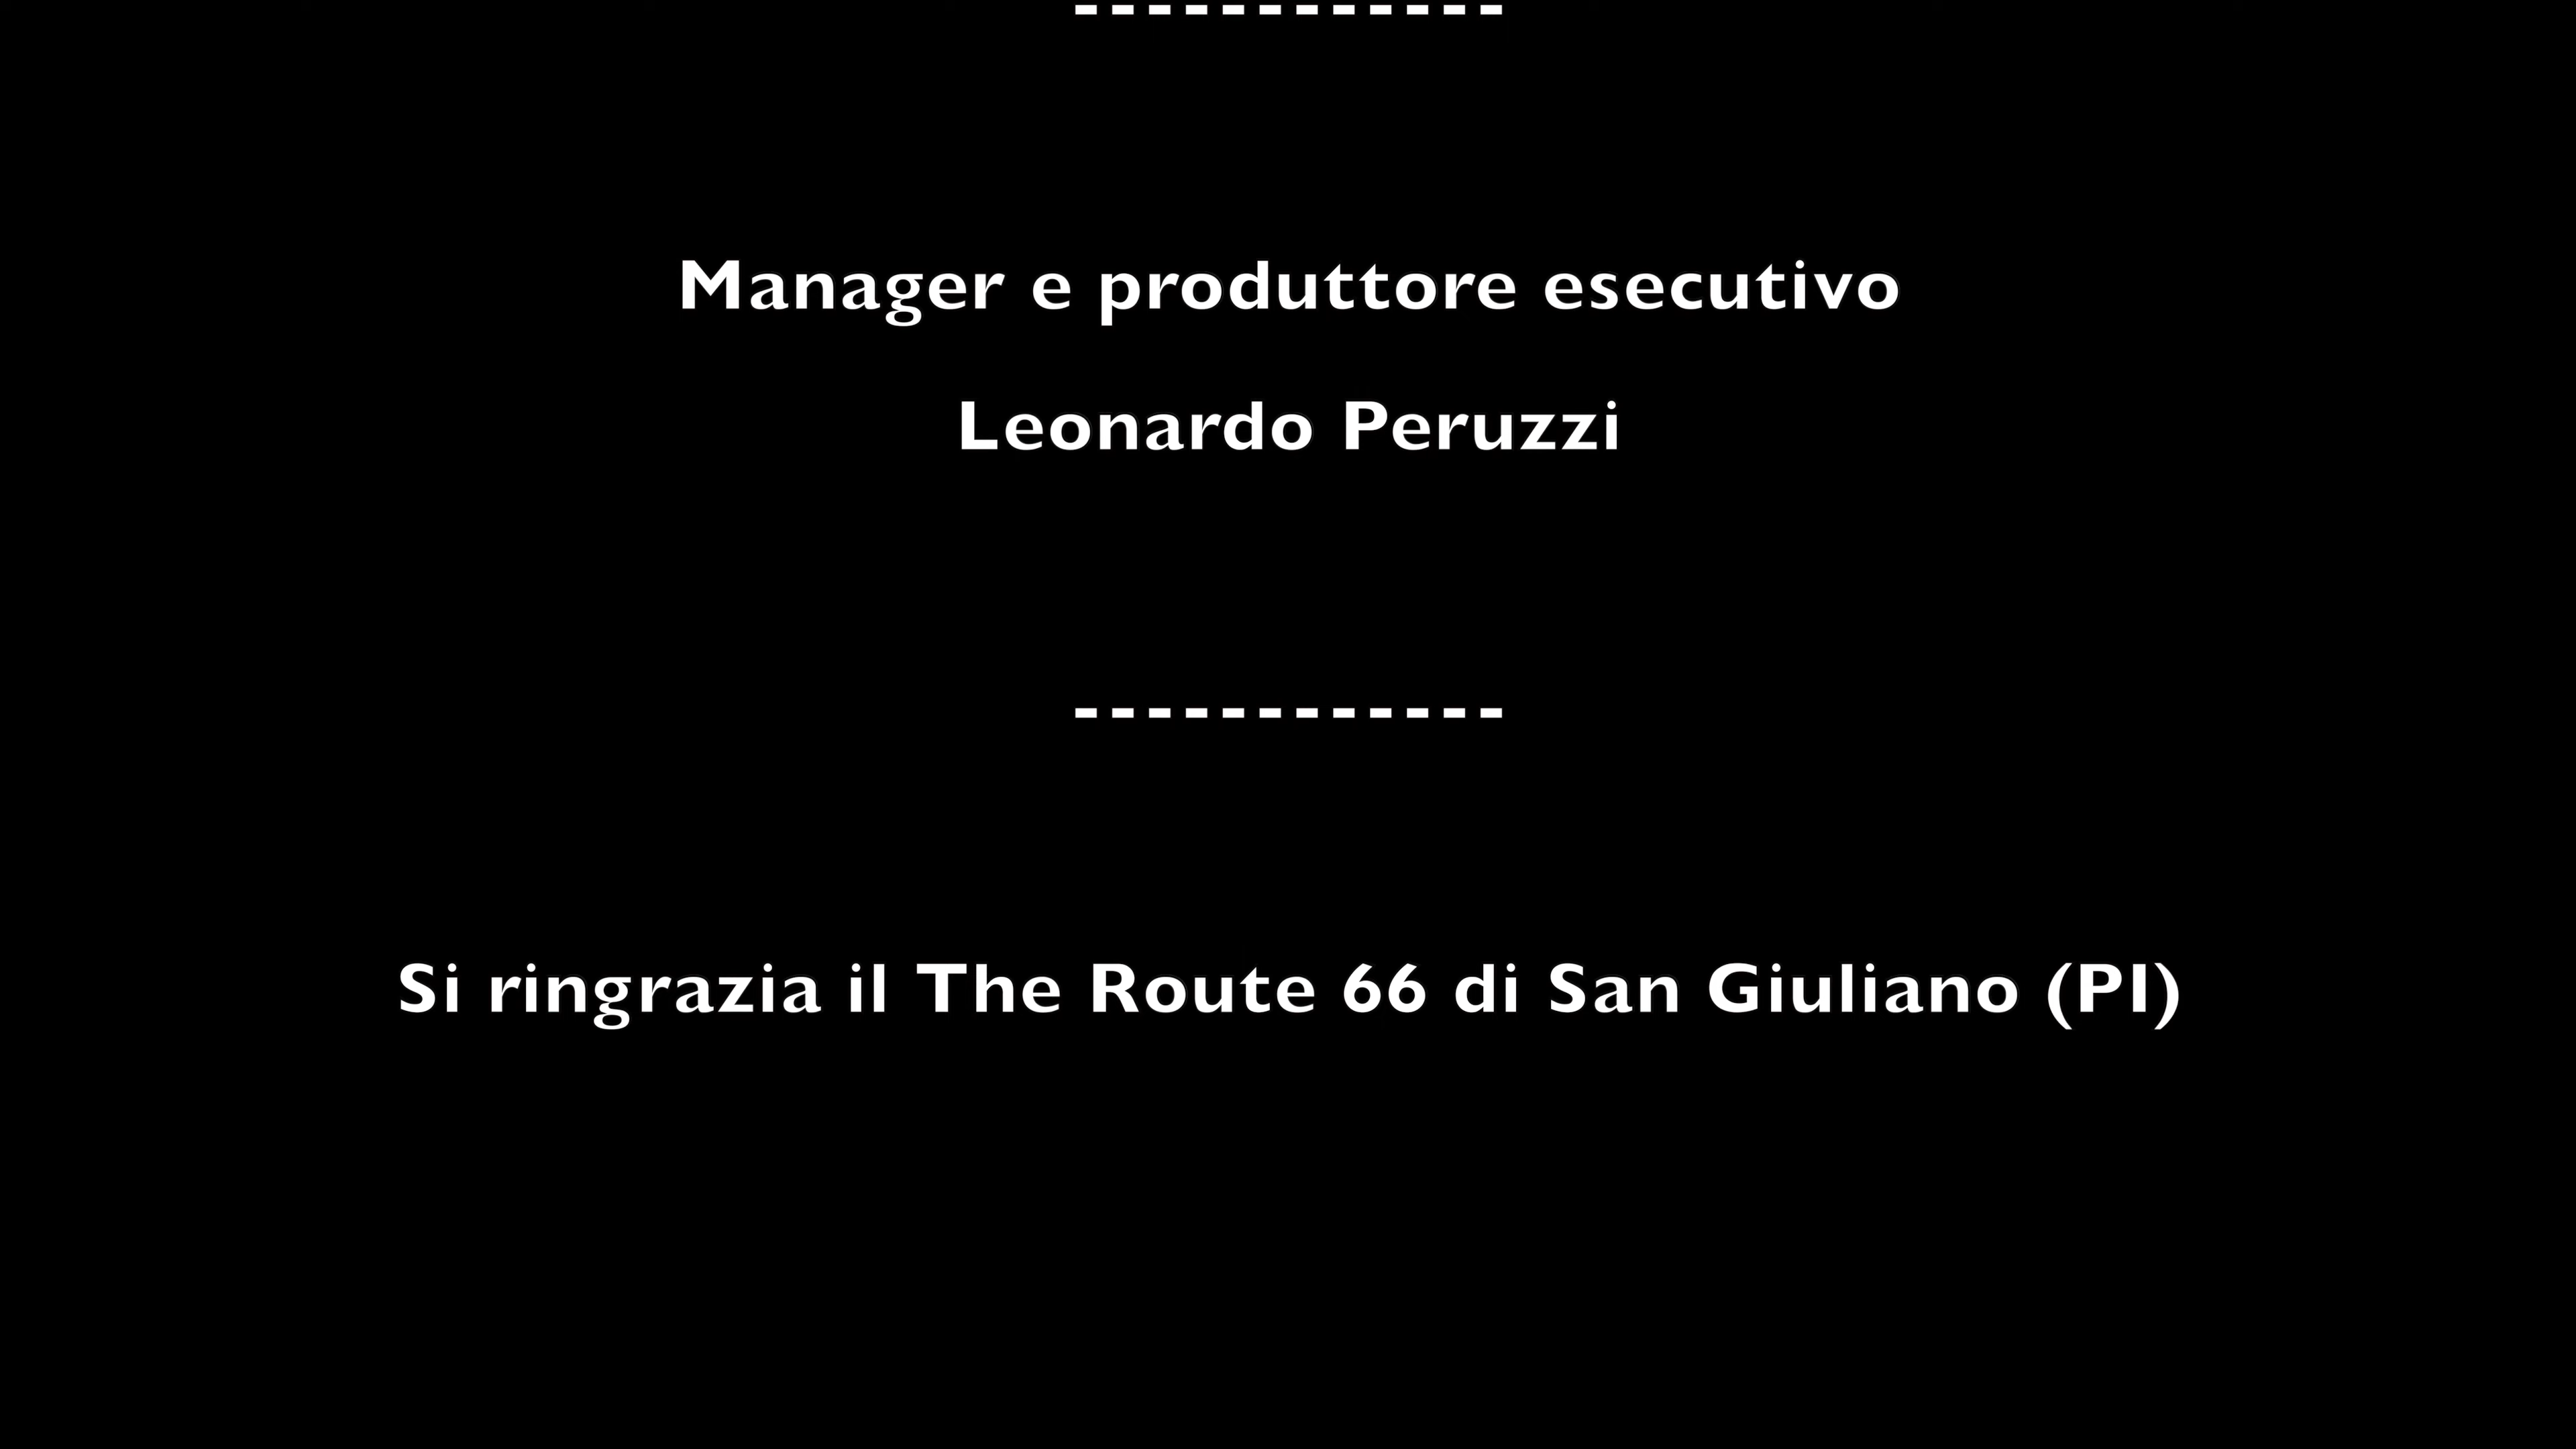 ------------
Manager e produttore esecutivo
Leonardo Peruzzi
------------
Si ringrazia il The Route 66 di San Giuliano (PI)